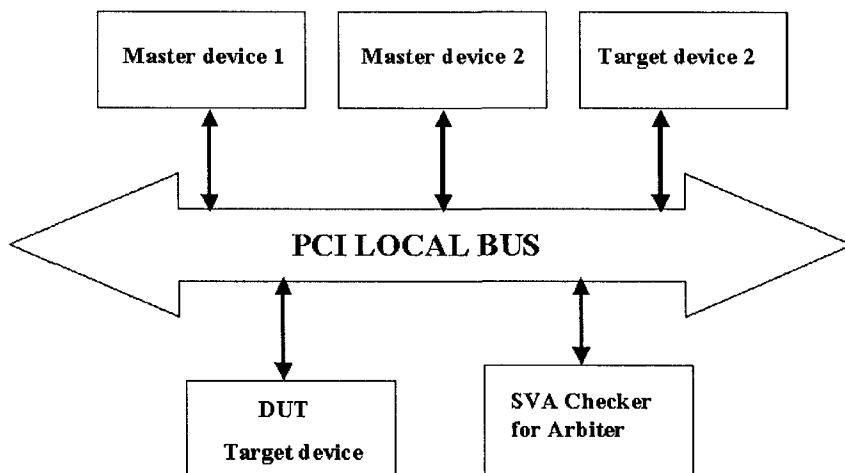 Master device 1
Master device 2
Target device 2
PCI LOCAL BUS
DUT
Target device
SVA Checker
for Arbiter